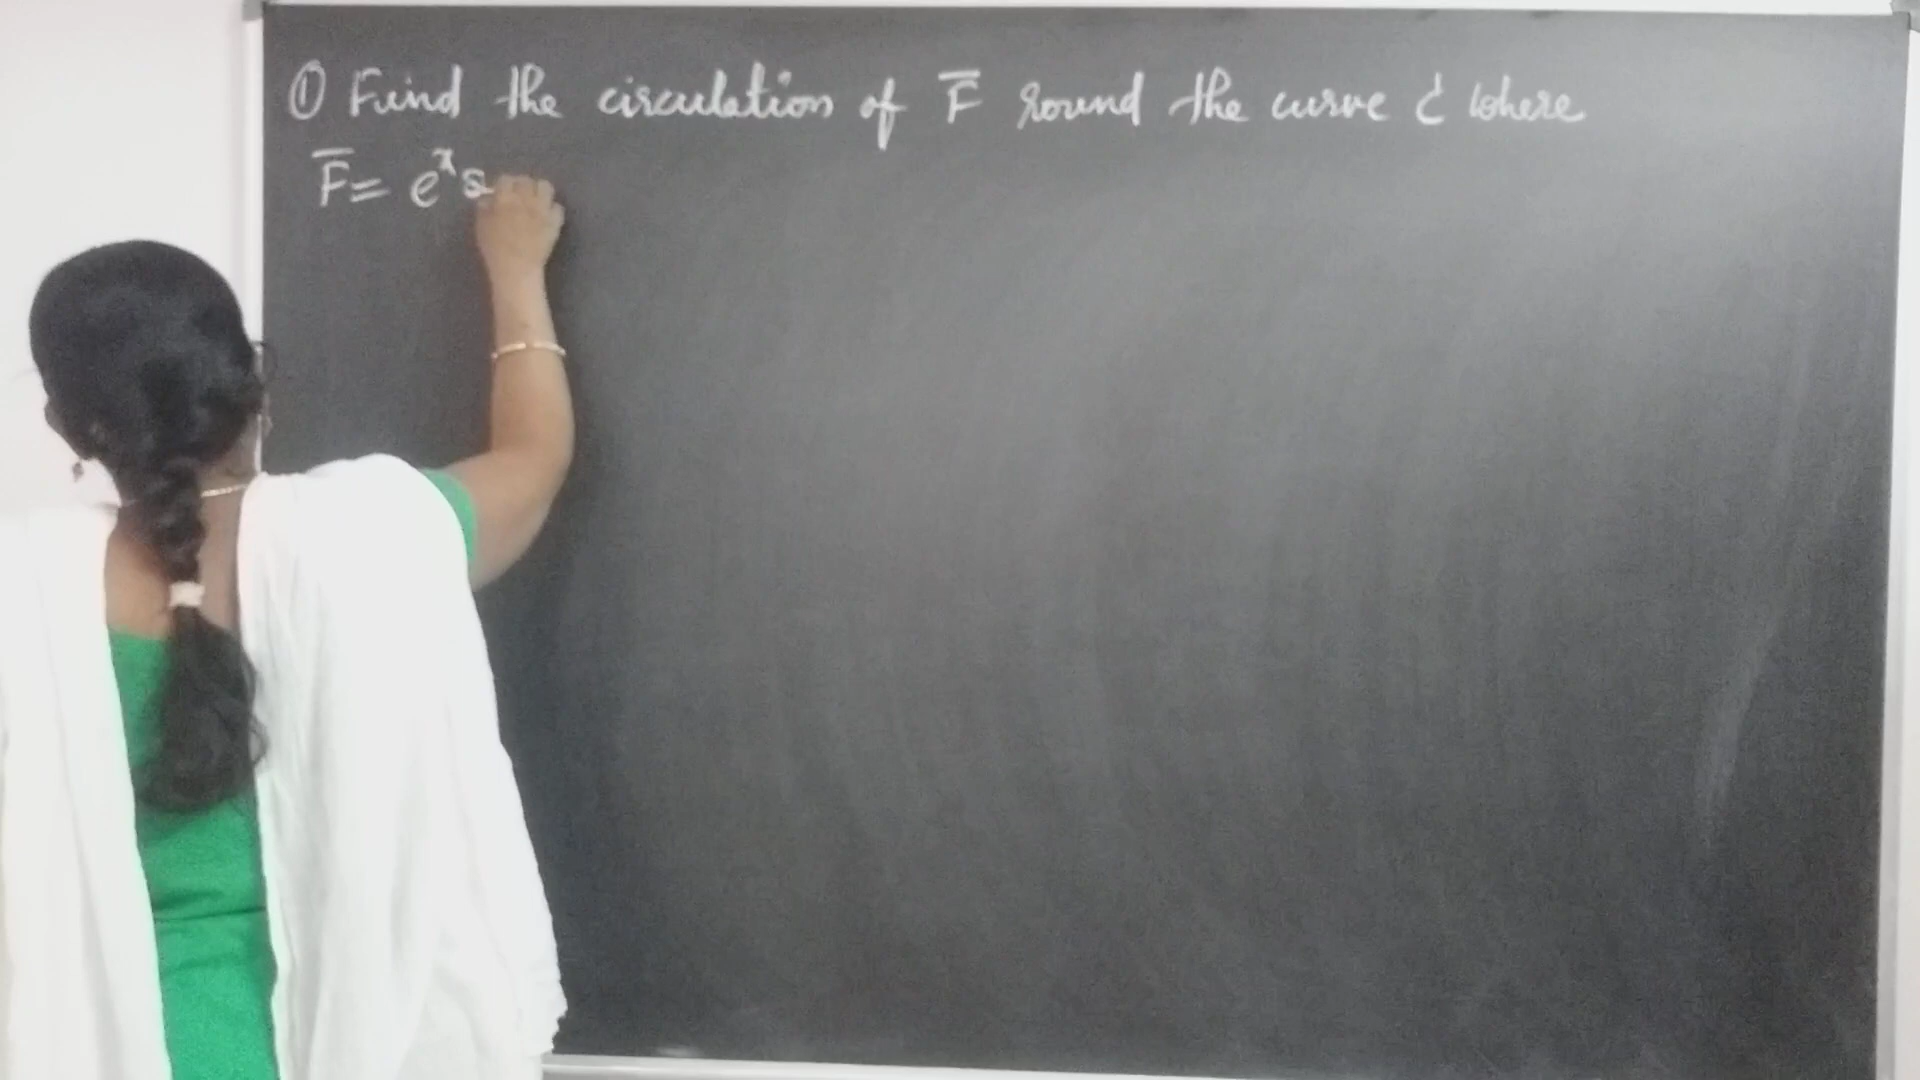 ① Find the circulation of F̅ round the curve C where
F̅ = eˣ s